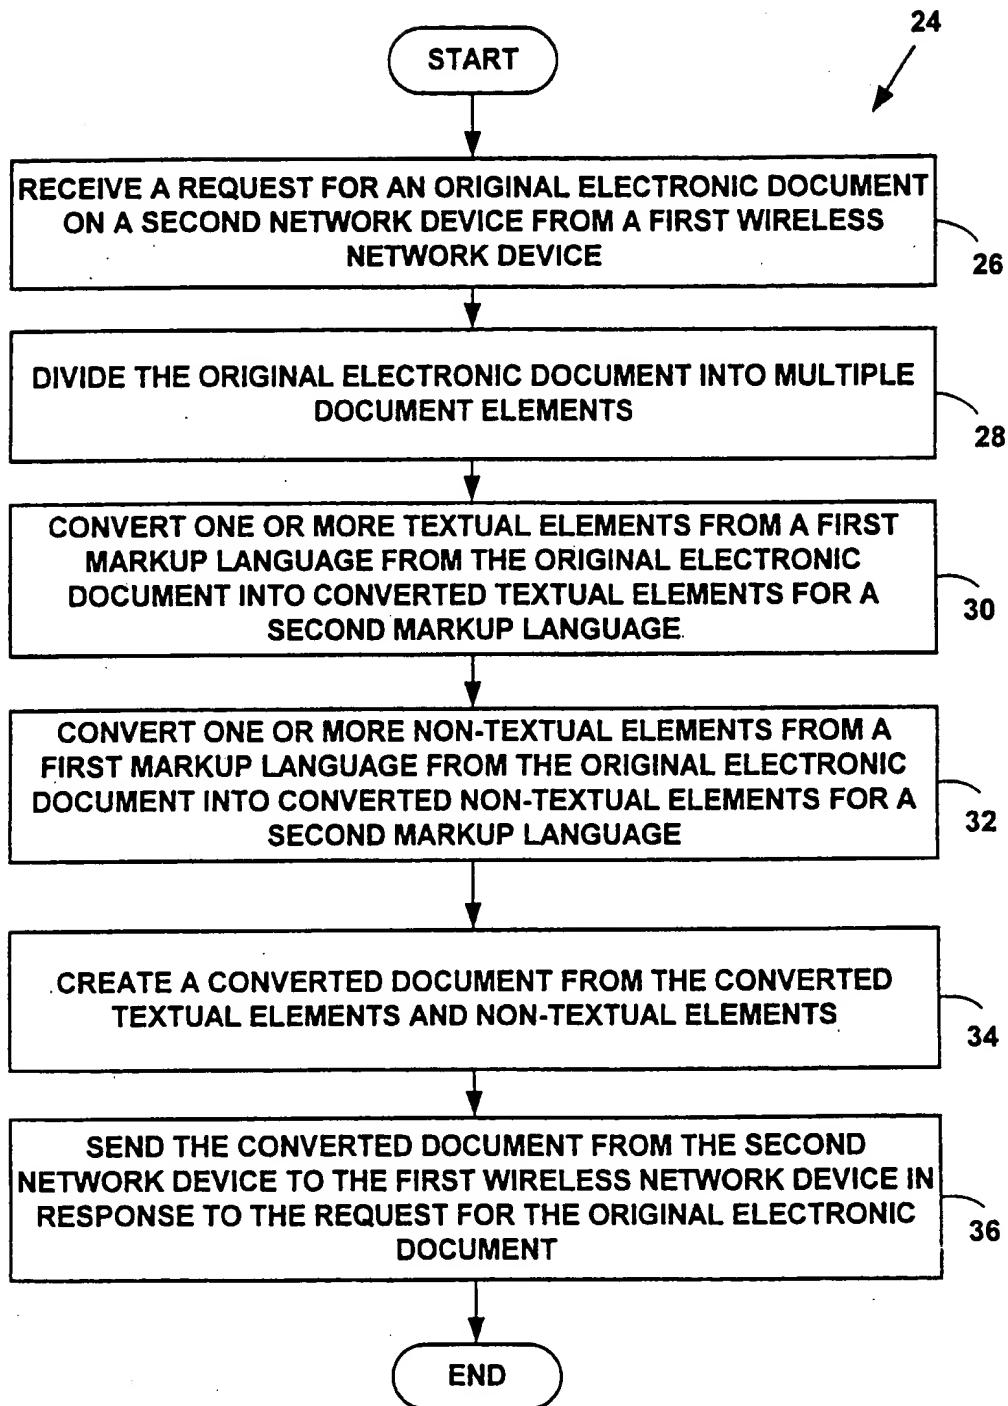 24
START
RECEIVE A REQUEST FOR AN ORIGINAL ELECTRONIC DOCUMENT
ON A SECOND NETWORK DEVICE FROM A FIRST WIRELESS
NETWORK DEVICE
26
DIVIDE THE ORIGINAL ELECTRONIC DOCUMENT INTO MULTIPLE
DOCUMENT ELEMENTS
28
CONVERT ONE OR MORE TEXTUAL ELEMENTS FROM A FIRST
MARKUP LANGUAGE FROM THE ORIGINAL ELECTRONIC
DOCUMENT INTO CONVERTED TEXTUAL ELEMENTS FOR A
SECOND MARKUP LANGUAGE
30
CONVERT ONE OR MORE NON-TEXTUAL ELEMENTS FROM A
FIRST MARKUP LANGUAGE FROM THE ORIGINAL ELECTRONIC
DOCUMENT INTO CONVERTED NON-TEXTUAL ELEMENTS FOR A
SECOND MARKUP LANGUAGE
32
CREATE A CONVERTED DOCUMENT FROM THE CONVERTED
TEXTUAL ELEMENTS AND NON-TEXTUAL ELEMENTS
34
SEND THE CONVERTED DOCUMENT FROM THE SECOND
NETWORK DEVICE TO THE FIRST WIRELESS NETWORK DEVICE IN
RESPONSE TO THE REQUEST FOR THE ORIGINAL ELECTRONIC
DOCUMENT
36
END